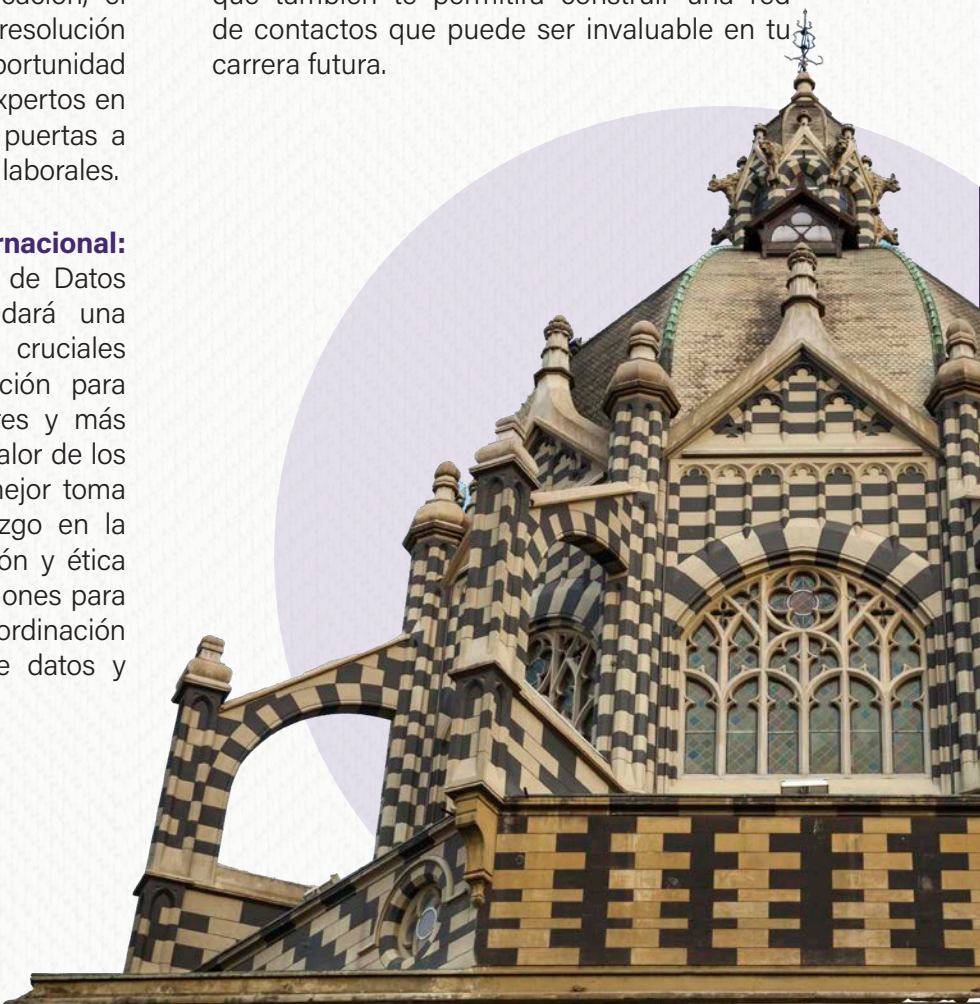 resolución
portunidad
xpertos en
puertas a
laborales.
rnacional:
de Datos
dará una
cruciales
ción para
res y más
alor de los
nejor toma
zgo en la
ón y ética
ones para
ordinación
e datos y
que también te permitirá construir una red
de contactos que puede ser invaluable en tu
carrera futura.